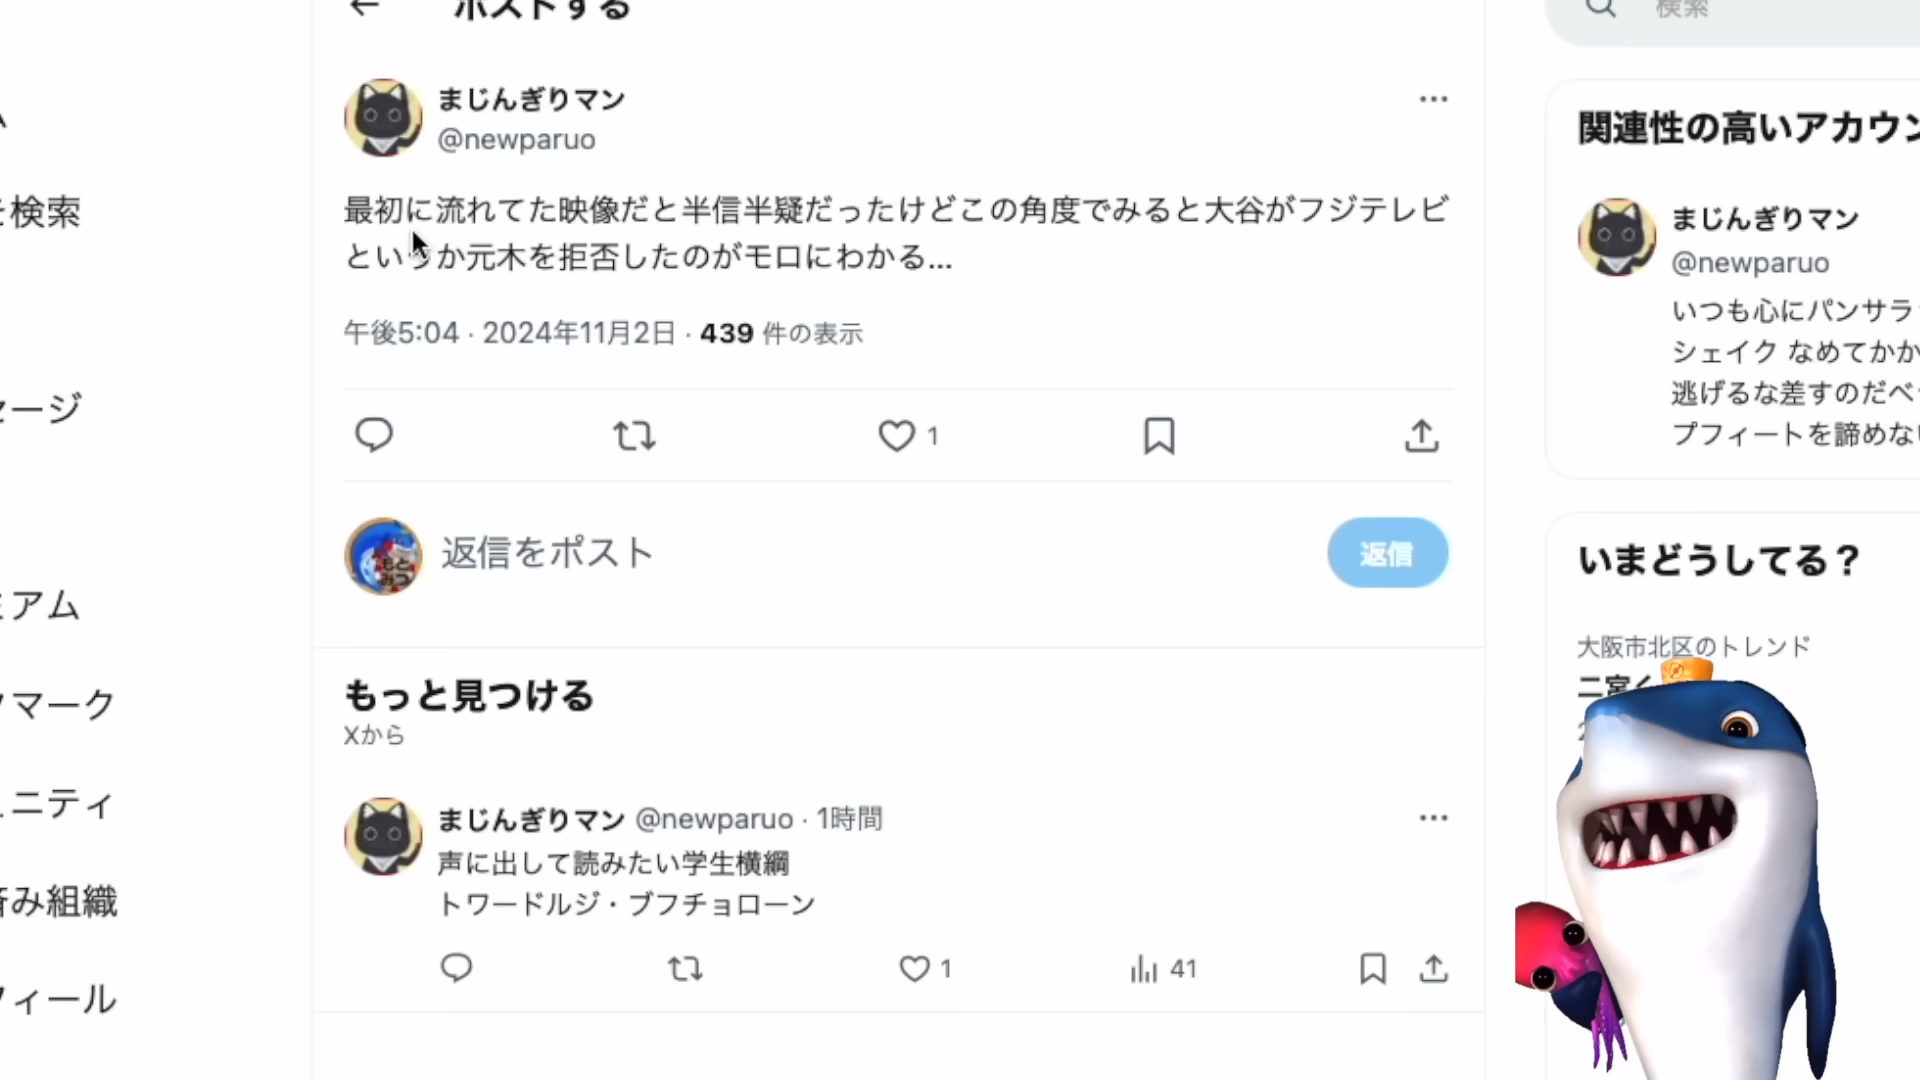 ポストする
検索
まじんぎりマン
@newparuo
最初に流れてた映像だと半信半疑だったけどこの角度でみると大谷がフジテレビ
というか元木を拒否したのがモロにわかる...
午後5:04 · 2024年11月2日 · 439 件の表示
1
返信をポスト
返信
もっと見つける
Xから
まじんぎりマン @newparuo · 1時間
声に出して読みたい学生横綱
トワードルジ・ブフチョローン
1
41
を検索
セージ
ミアム
クマーク
ュニティ
済み組織
フィール
関連性の高いアカウン
まじんぎりマン
@newparuo
いつも心にパンサラ
シェイク なめてかか
逃げるな差すのだべ
プフィートを諦めな
いまどうしてる？
大阪市北区のトレンド
二宮く